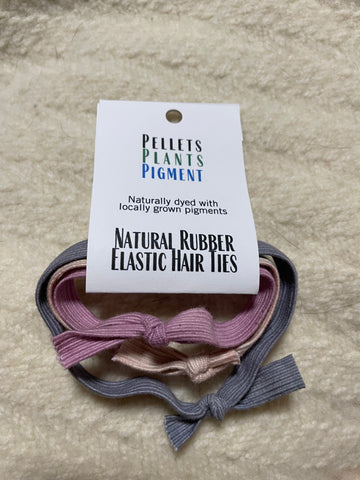 PELLETS
PLANTS
PIGMENT
Naturally dyed with
locally grown pigments
NATURAL RUBBER
ELASTIC HAIR TIES